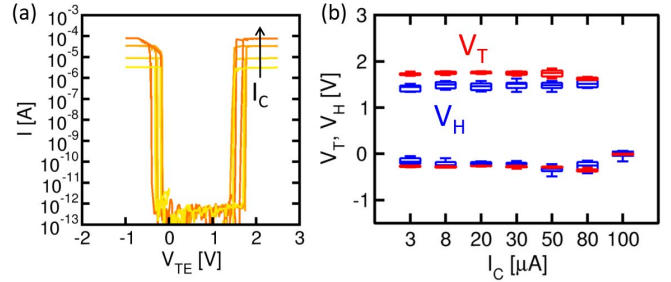 (a)
I [A]
10^-3
10^-4
10^-5
10^-6
10^-7
10^-8
10^-9
10^-10
10^-11
10^-12
10^-13
I_C
-2 -1 0 1 2 3
V_TE [V]
(b)
V_T, V_H [V]
3
2
1
0
-1
V_T
V_H
3 8 20 30 50 80 100
I_C [μA]